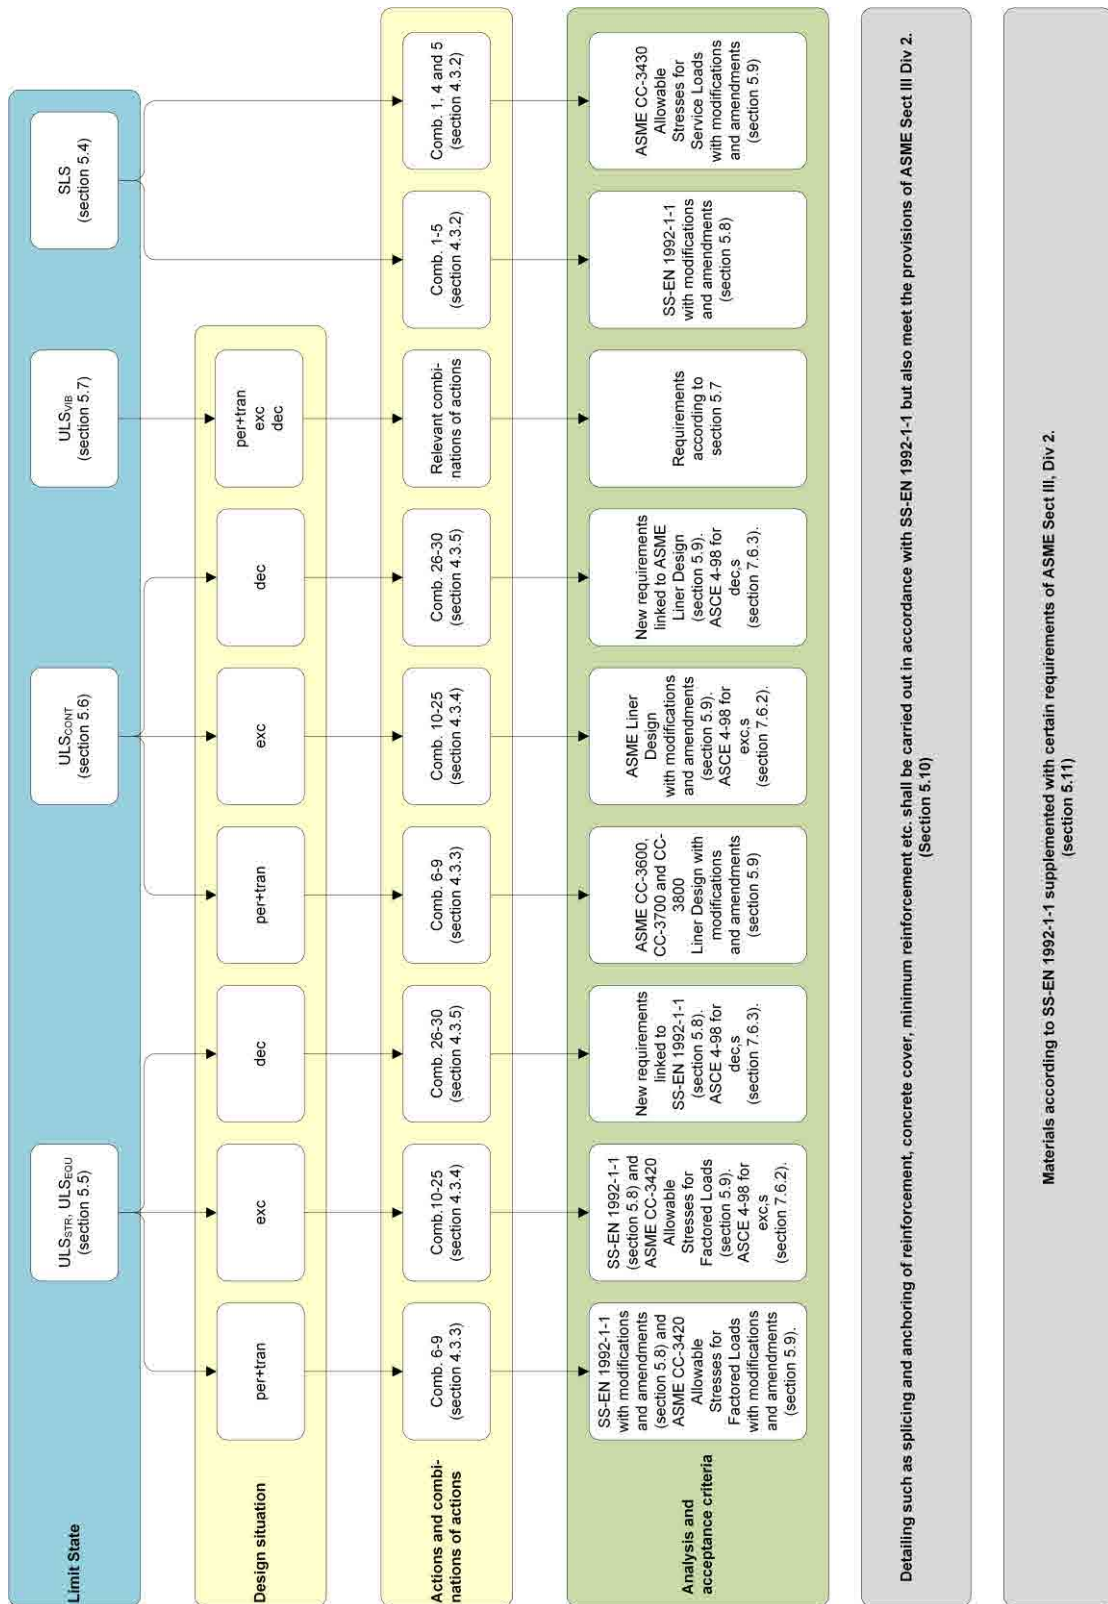 Limit State
ULSSTR, ULSEQU
(section 5.5)
ULSCONT
(section 5.6)
ULSVIB
(section 5.7)
SLS
(section 5.4)
Design situation
per+tran
exc
dec
per+tran
exc
dec
per+tran
exc
dec
Actions and combi-
nations of actions
Comb. 6-9
(section 4.3.3)
Comb.10-25
(section 4.3.4)
Comb. 26-30
(section 4.3.5)
Comb. 6-9
(section 4.3.3)
Comb. 10-25
(section 4.3.4)
Comb. 26-30
(section 4.3.5)
Relevant combi-
nations of actions
Comb. 1-5
(section 4.3.2)
Comb. 1, 4 and 5
(section 4.3.2)
Analysis and
acceptance criteria
SS-EN 1992-1-1
with modifications
and amendments
(section 5.8) and
ASME CC-3420
Allowable
Stresses for
Factored Loads
with modifications
and amendments
(section 5.9).
SS-EN 1992-1-1
(section 5.8) and
ASME CC-3420
Allowable
Stresses for
Factored Loads
(section 5.9).
ASCE 4-98 for
exc,s
(section 7.6.2).
New requirements
linked to
SS-EN 1992-1-1
(section 5.8).
ASCE 4-98 for
dec,s
(section 7.6.3).
ASME CC-3600,
CC-3700 and CC-
3800
Liner Design with
modifications
and amendments
(section 5.9)
ASME Liner
Design
with modifications
and amendments
(section 5.9).
ASCE 4-98 for
exc,s
(section 7.6.2).
New requirements
linked to ASME
Liner Design
(section 5.9).
ASCE 4-98 for
dec,s
(section 7.6.3).
Requirements
according to
section 5.7
SS-EN 1992-1-1
with modifications
and amendments
(section 5.8)
ASME CC-3430
Allowable
Stresses for
Service Loads
with modifications
and amendments
(section 5.9)
Detailing such as splicing and anchoring of reinforcement, concrete cover, minimum reinforcement etc. shall be carried out in accordance with SS-EN 1992-1-1 but also meet the provisions of ASME Sect III Div 2.
(Section 5.10)
Materials according to SS-EN 1992-1-1 supplemented with certain requirements of ASME Sect III, Div 2.
(section 5.11)